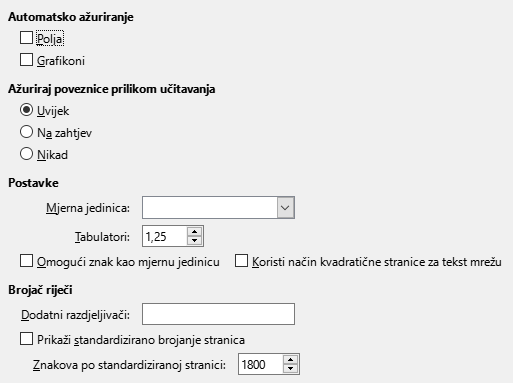 Automatsko ažuriranje
Polja
Grafikoni
Ažuriraj poveznice prilikom učitavanja
Uvijek
Na zahtjev
Nikad
Postavke
Mjerna jedinica:
Tabulatori: 1,25
Omogući znak kao mjernu jedinicu Koristi način kvadratične stranice za tekst mrežu
Brojač riječi
Dodatni razdjeljivači:
Prikaži standardizirano brojanje stranica
Znakova po standardiziranoj stranici: 1800